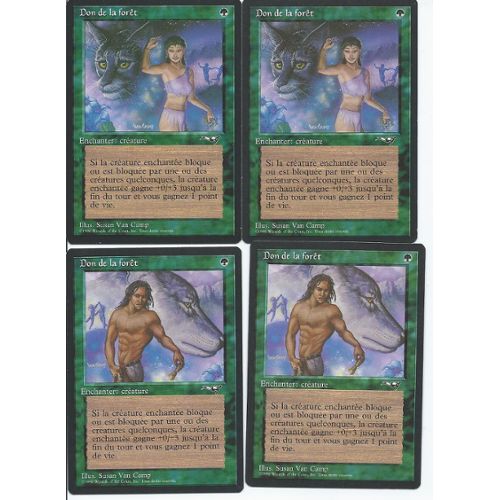 Don de la forêt
Enchanter: créature
Si la créature enchantée bloque
ou est bloquée par une ou des
créatures quelconques, la créature
enchantée gagne +0/+3 jusqu'à la
fin du tour et vous gagnez 1 point
de vie.
Illus. Susan Van Camp
Don de la forêt
Enchanter: créature
Si la créature enchantée bloque
ou est bloquée par une ou des
créatures quelconques, la créature
enchantée gagne +0/+3 jusqu'à la
fin du tour et vous gagnez 1 point
de vie.
Illus. Susan Van Camp
Don de la forêt
Enchanter: créature
Si la créature enchantée bloque
ou est bloquée par une ou des
créatures quelconques, la créature
enchantée gagne +0/+3 jusqu'à la
fin du tour et vous gagnez 1 point
de vie.
Illus. Susan Van Camp
Don de la forêt
Enchanter: créature
Si la créature enchantée bloque
ou est bloquée par une ou des
créatures quelconques, la créature
enchantée gagne +0/+3 jusqu'à la
fin du tour et vous gagnez 1 point
de vie.
Illus. Susan Van Camp